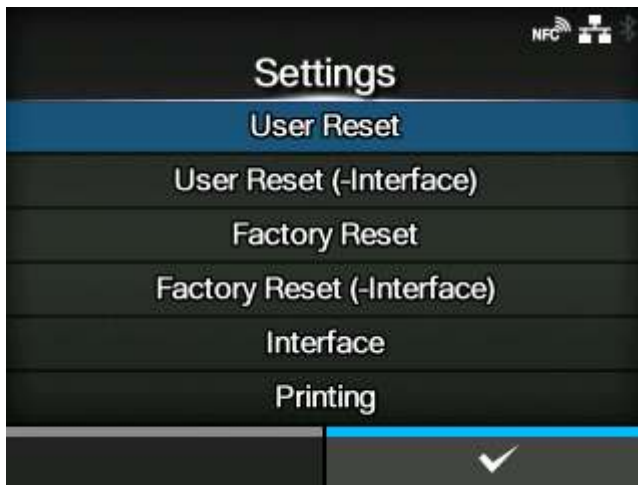 NFC
Settings
User Reset
User Reset (-Interface)
Factory Reset
Factory Reset (-Interface)
Interface
Printing